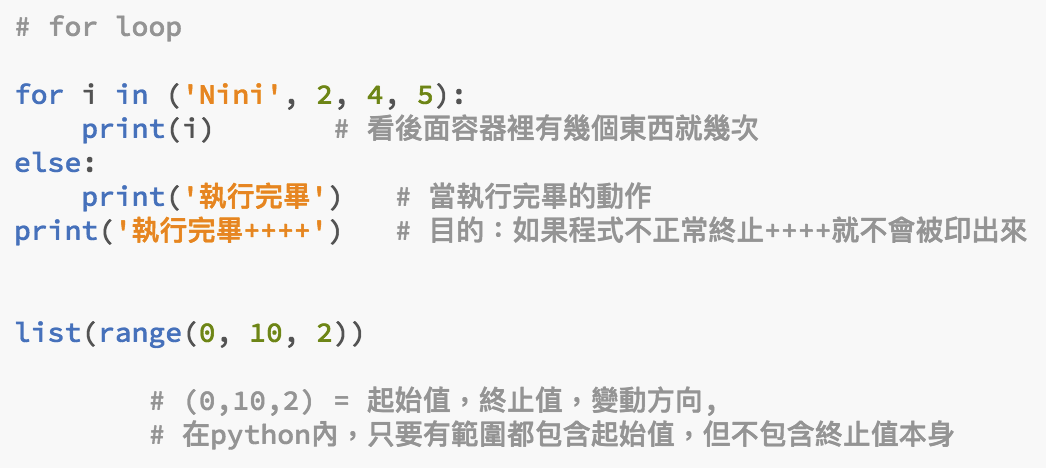 # for loop
for i in ('Nini', 2, 4, 5):
    print(i)       # 看後面容器裡有幾個東西就幾次
else:
    print('執行完畢')   # 當執行完畢的動作
print('執行完畢++++')   # 目的：如果程式不正常終止++++就不會被印出來
list(range(0, 10, 2))
        # (0,10,2) = 起始值，終止值，變動方向,
        # 在python內，只要有範圍都包含起始值，但不包含終止值本身